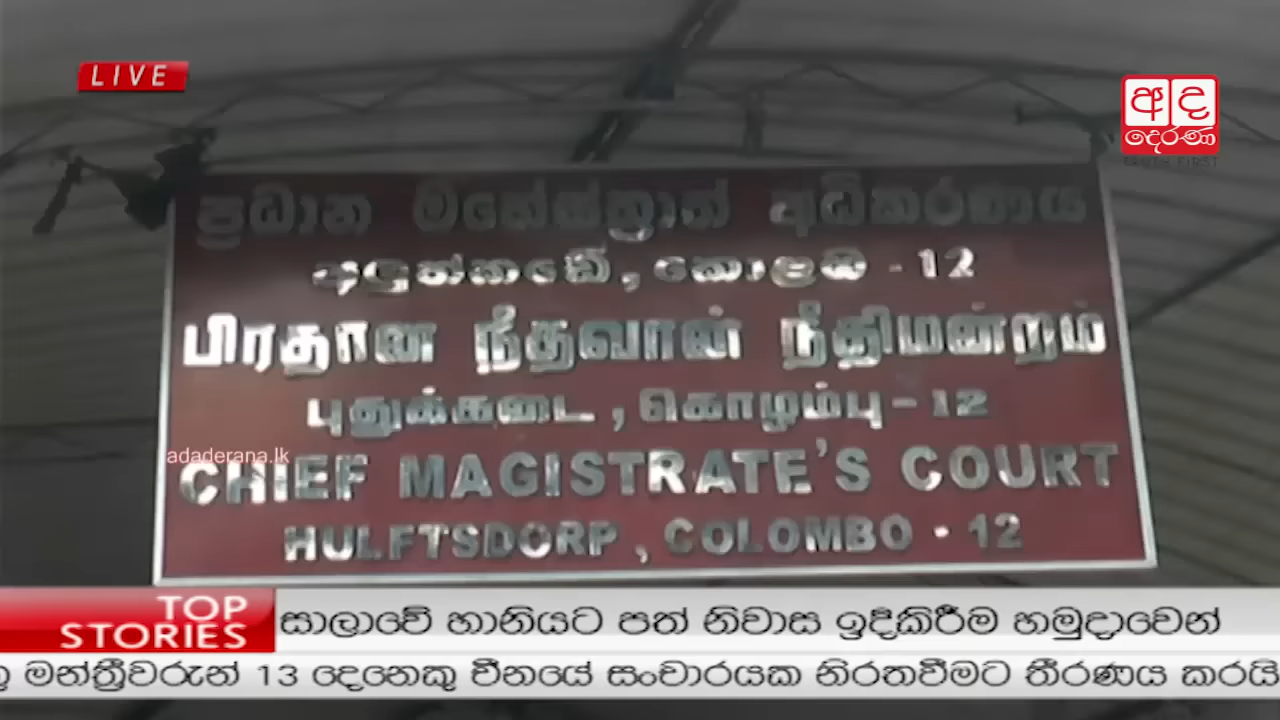 LIVE
අද
දෙරණ
ප්‍රධාන මහේස්ත්‍රාත් අධිකරණය
අලුත්කඩේ, කොළඹ - 12
பிரதான நீதவான் நீதிமன்றம்
புதுக்கடை, கொழும்பு - 12
adaderana.lk
CHIEF MAGISTRATE'S COURT
HULFTSDORP, COLOMBO - 12
TOP
STORIES
සාලාවේ හානියට පත් නිවාස ඉදිකිරීම හමුදාවෙන්
මන්ත්‍රීවරුන් 13 දෙනෙකු චීනයේ සංචාරයක නිරතවීමට තීරණය කරයි